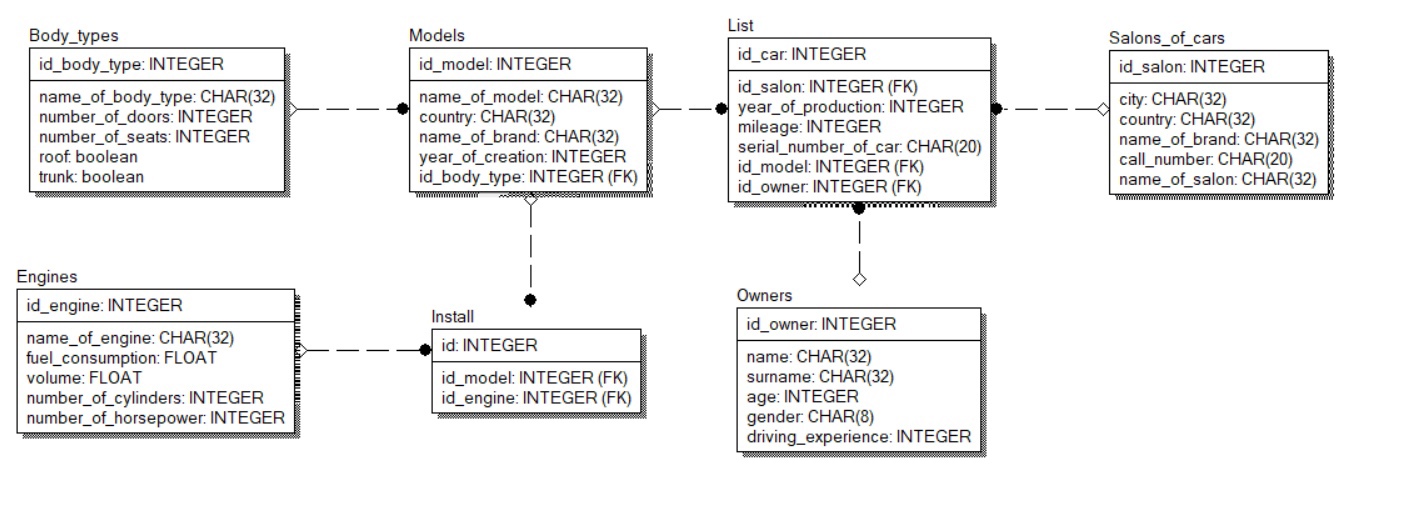 Body_types
id_body_type: INTEGER
name_of_body_type: CHAR(32)
number_of_doors: INTEGER
number_of_seats: INTEGER
roof: boolean
trunk: boolean
Models
id_model: INTEGER
name_of_model: CHAR(32)
country: CHAR(32)
name_of_brand: CHAR(32)
year_of_creation: INTEGER
id_body_type: INTEGER (FK)
List
id_car: INTEGER
id_salon: INTEGER (FK)
year_of_production: INTEGER
mileage: INTEGER
serial_number_of_car: CHAR(20)
id_model: INTEGER (FK)
id_owner: INTEGER (FK)
Salons_of_cars
id_salon: INTEGER
city: CHAR(32)
country: CHAR(32)
name_of_brand: CHAR(32)
call_number: CHAR(20)
name_of_salon: CHAR(32)
Engines
id_engine: INTEGER
name_of_engine: CHAR(32)
fuel_consumption: FLOAT
volume: FLOAT
number_of_cylinders: INTEGER
number_of_horsepower: INTEGER
Install
id: INTEGER
id_model: INTEGER (FK)
id_engine: INTEGER (FK)
Owners
id_owner: INTEGER
name: CHAR(32)
surname: CHAR(32)
age: INTEGER
gender: CHAR(8)
driving_experience: INTEGER